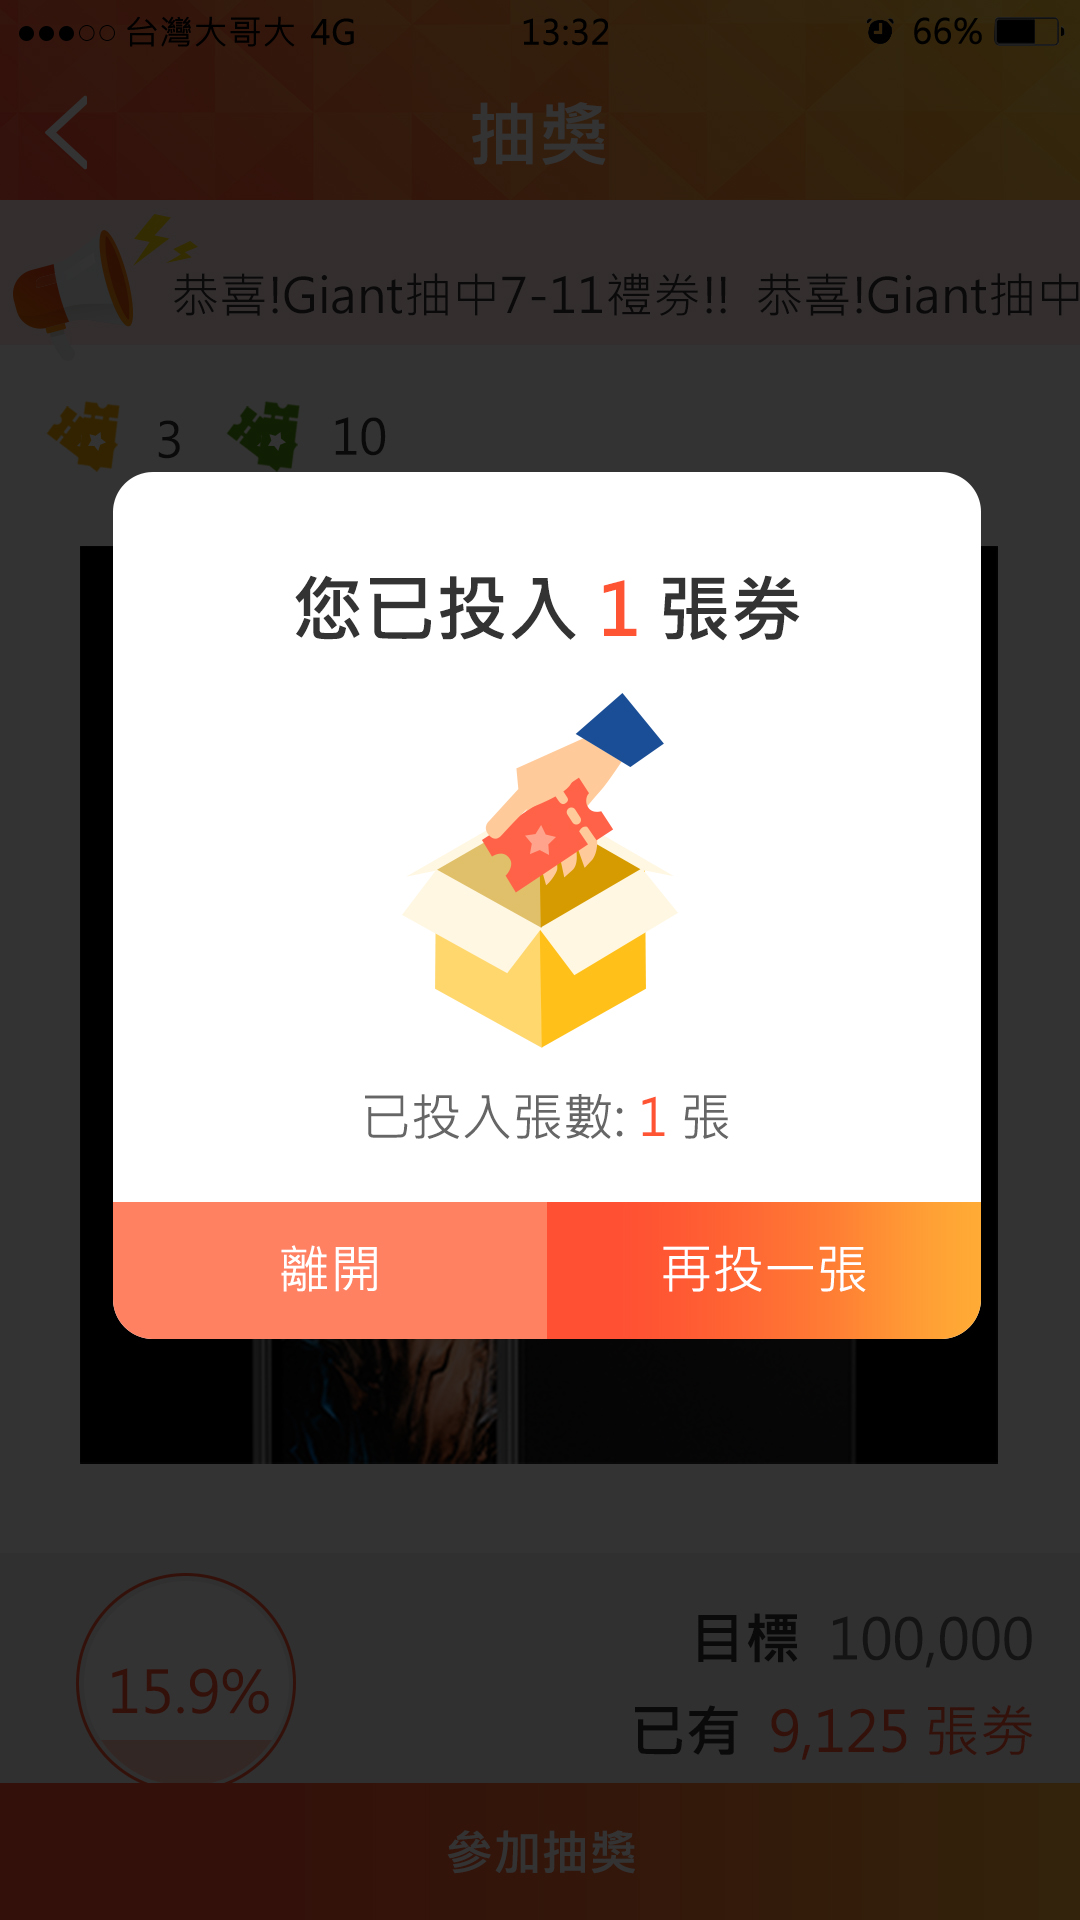 台灣大哥大 4G 13:32 66%
抽獎
恭喜!Giant抽中7-11禮券!! 恭喜!Giant抽中
3 10
您已投入 1 張券
已投入張數: 1 張
離開 再投一張
15.9%
目標 100,000
已有 9,125 張劵
參加抽獎